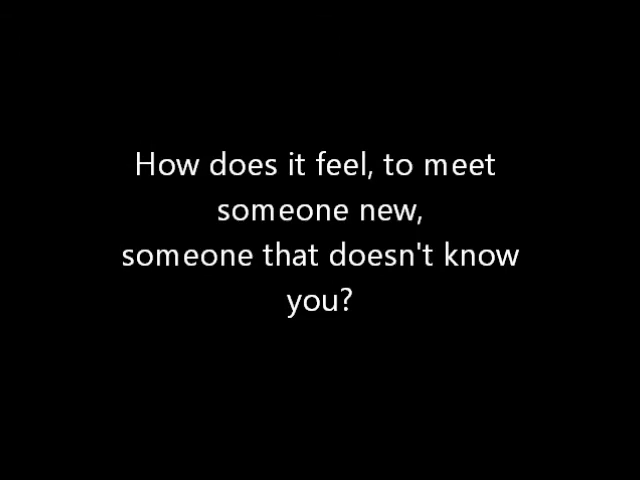 How does it feel, to meet
someone new,
someone that doesn't know
you?